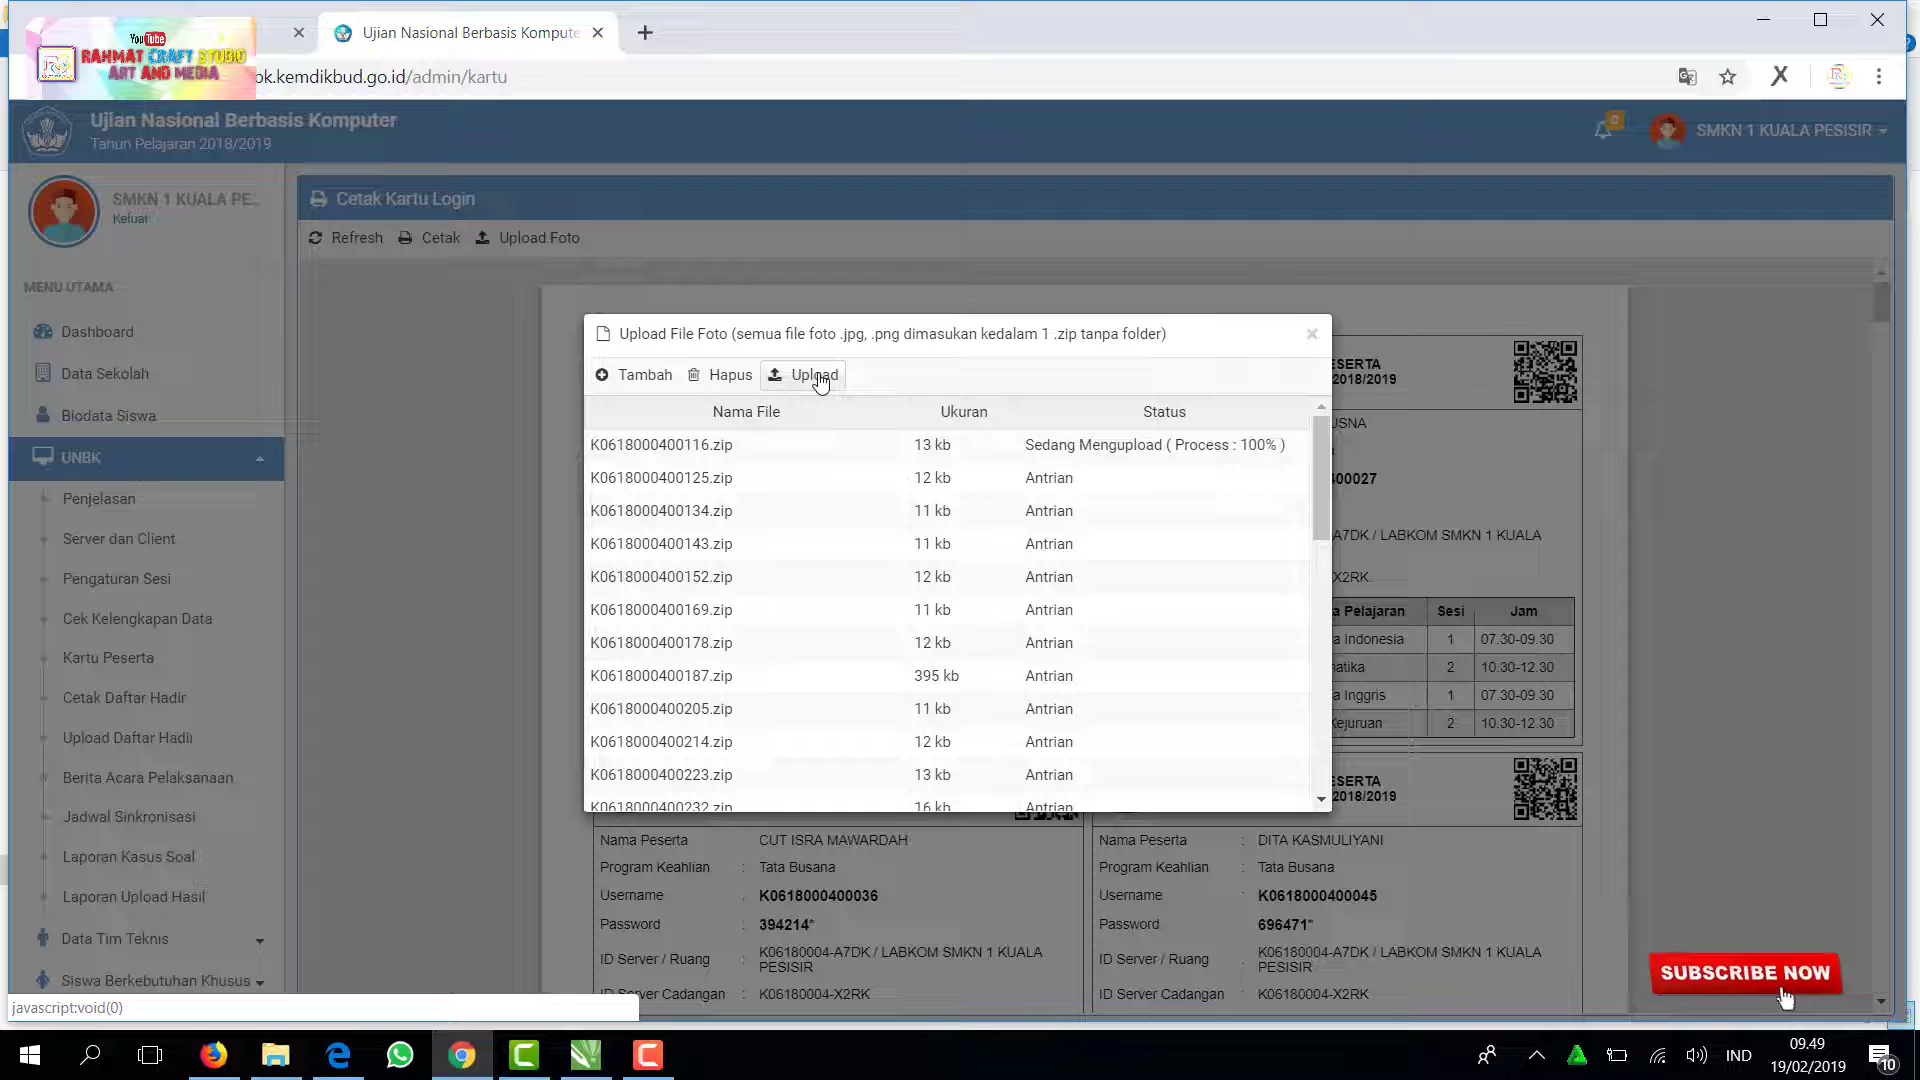 YouTube
RAHMAT CRAFT STUDIO
ART AND MEDIA
Ujian Nasional Berbasis Kompute
ok.kemdikbud.go.id/admin/kartu
Ujian Nasional Berbasis Komputer
Tahun Pelajaran 2018/2019
0
SMKN 1 KUALA PESISIR
SMKN 1 KUALA PE...
Keluar
Cetak Kartu Login
Refresh Cetak Upload Foto
MENU UTAMA
Dashboard
Data Sekolah
Biodata Siswa
UNBK
Penjelasan
Server dan Client
Pengaturan Sesi
Cek Kelengkapan Data
Kartu Peserta
Cetak Daftar Hadir
Upload Daftar Hadir
Berita Acara Pelaksanaan
Jadwal Sinkronisasi
Laporan Kasus Soal
Laporan Upload Hasil
Data Tim Teknis
Siswa Berkebutuhan Khusus
Upload File Foto (semua file foto .jpg, .png dimasukan kedalam 1 .zip tanpa folder)
Tambah Hapus Upload
Nama File Ukuran Status
K0618000400116.zip 13 kb Sedang Mengupload ( Process : 100% )
K0618000400125.zip 12 kb Antrian
K0618000400134.zip 11 kb Antrian
K0618000400143.zip 11 kb Antrian
K0618000400152.zip 12 kb Antrian
K0618000400169.zip 11 kb Antrian
K0618000400178.zip 12 kb Antrian
K0618000400187.zip 395 kb Antrian
K0618000400205.zip 11 kb Antrian
K0618000400214.zip 12 kb Antrian
K0618000400223.zip 13 kb Antrian
K0618000400232.zip 16 kb Antrian
ESERTA
2018/2019
USNA
400027
A7DK / LABKOM SMKN 1 KUALA
X2RK
a Pelajaran Sesi Jam
a Indonesia 1 07.30-09.30
matika 2 10.30-12.30
a Inggris 1 07.30-09.30
Kejuruan 2 10.30-12.30
ESERTA
2018/2019
Nama Peserta CUT ISRA MAWARDAH
Program Keahlian : Tata Busana
Username : K0618000400036
Password : 394214*
ID Server / Ruang : K06180004-A7DK / LABKOM SMKN 1 KUALA
PESISIR
ID Server Cadangan : K06180004-X2RK
Nama Peserta : DITA KASMULIYANI
Program Keahlian : Tata Busana
Username : K0618000400045
Password : 696471*
ID Server / Ruang : K06180004-A7DK / LABKOM SMKN 1 KUALA
PESISIR
ID Server Cadangan : K06180004-X2RK
SUBSCRIBE NOW
javascript:void(0)
IND
09.49
19/02/2019
10